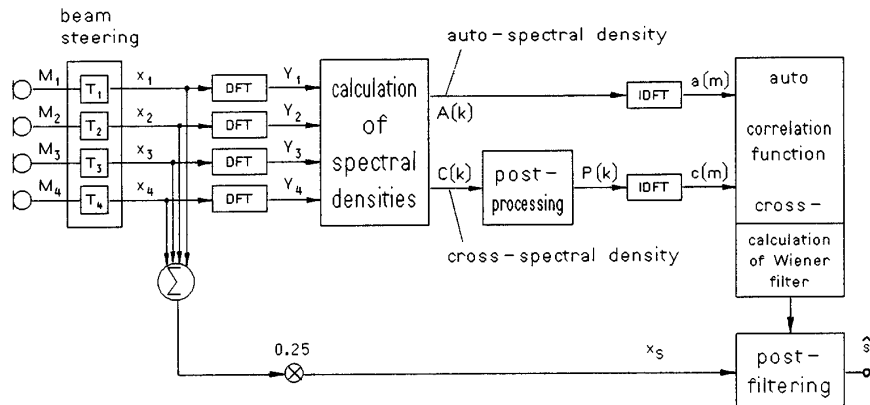 beam
steering
auto-spectral density
M1 T1 x1 DFT Y1
M2 T2 x2 DFT Y2
M3 T3 x3 DFT Y3
M4 T4 x4 DFT Y4
calculation
of
spectral
densities
A(k)
IDFT
a(m)
C(k)
post-
processing
P(k)
IDFT
c(m)
auto
correlation
function
cross-
calculation
of Wiener
filter
cross-spectral density
Σ
0.25
xS
post-
filtering
ŝ